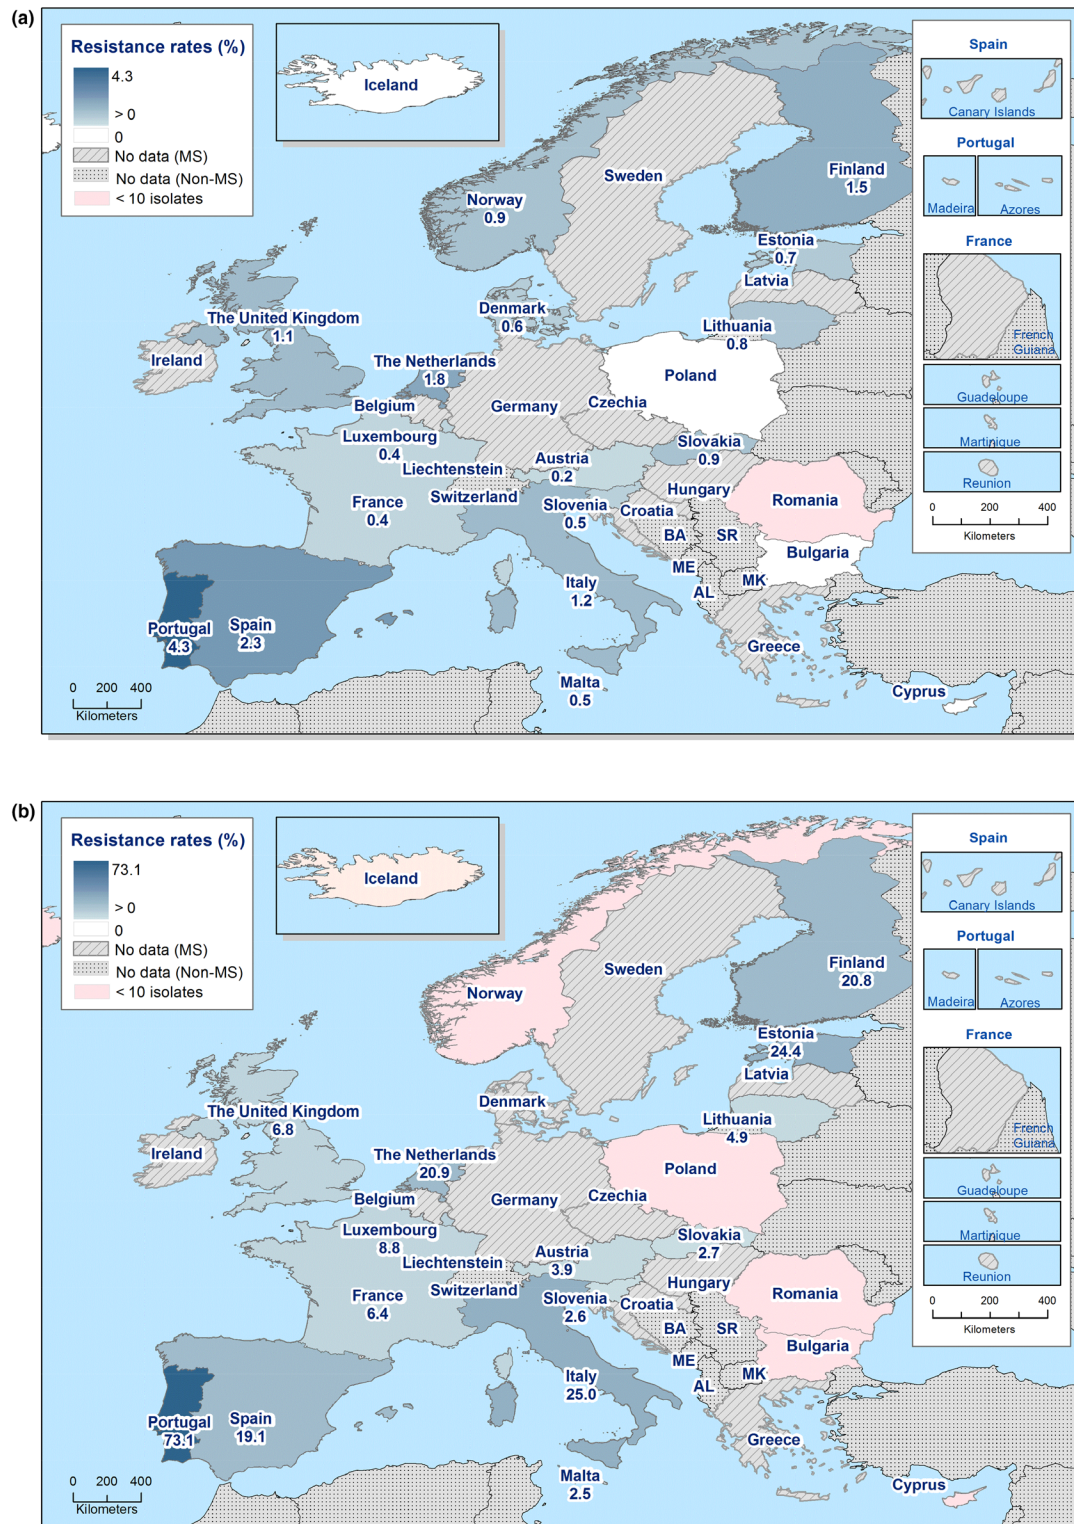 (a)
Resistance rates (%)
4.3
> 0
0
No data (MS)
No data (Non-MS)
< 10 isolates
Iceland
Spain
Canary Islands
Portugal
Madeira
Azores
France
French
Guiana
Guadeloupe
Martinique
Reunion
0 200 400
Kilometers
Sweden
Finland
1.5
Norway
0.9
Estonia
0.7
Latvia
Denmark
0.6
Lithuania
0.8
The United Kingdom
1.1
Ireland
The Netherlands
1.8
Poland
Belgium
Germany
Czechia
Luxembourg
0.4
Slovakia
0.9
Liechtenstein
Austria
0.2
Switzerland
Hungary
Romania
France
0.4
Slovenia
0.5
Croatia
BA
SR
Bulgaria
ME
MK
AL
Italy
1.2
Portugal
4.3
Spain
2.3
Greece
Malta
0.5
Cyprus
0 200 400
Kilometers
(b)
Resistance rates (%)
73.1
> 0
0
No data (MS)
No data (Non-MS)
< 10 isolates
Iceland
Spain
Canary Islands
Portugal
Madeira
Azores
France
French
Guiana
Guadeloupe
Martinique
Reunion
0 200 400
Kilometers
Sweden
Finland
20.8
Norway
Estonia
24.4
Latvia
Denmark
Lithuania
4.9
The United Kingdom
6.8
Ireland
The Netherlands
20.9
Poland
Belgium
Germany
Czechia
Luxembourg
8.8
Slovakia
2.7
Liechtenstein
Austria
3.9
Switzerland
Hungary
Romania
France
6.4
Slovenia
2.6
Croatia
BA
SR
Bulgaria
ME
MK
AL
Italy
25.0
Portugal
73.1
Spain
19.1
Greece
Malta
2.5
Cyprus
0 200 400
Kilometers